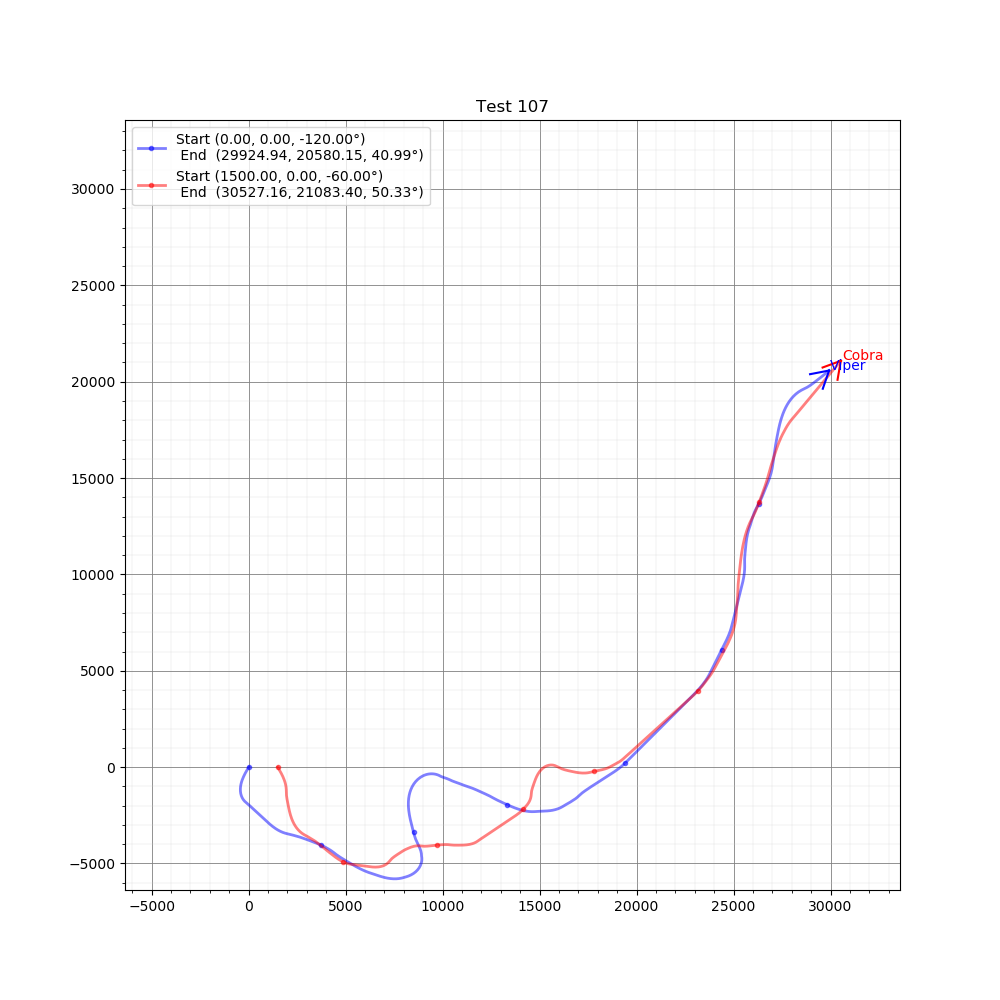 Test 107
Start (0.00, 0.00, -120.00°)
End (29924.94, 20580.15, 40.99°)
Start (1500.00, 0.00, -60.00°)
End (30527.16, 21083.40, 50.33°)
30000
25000
20000
15000
10000
5000
0
−5000
Cobra
Viper
−5000 0 5000 10000 15000 20000 25000 30000